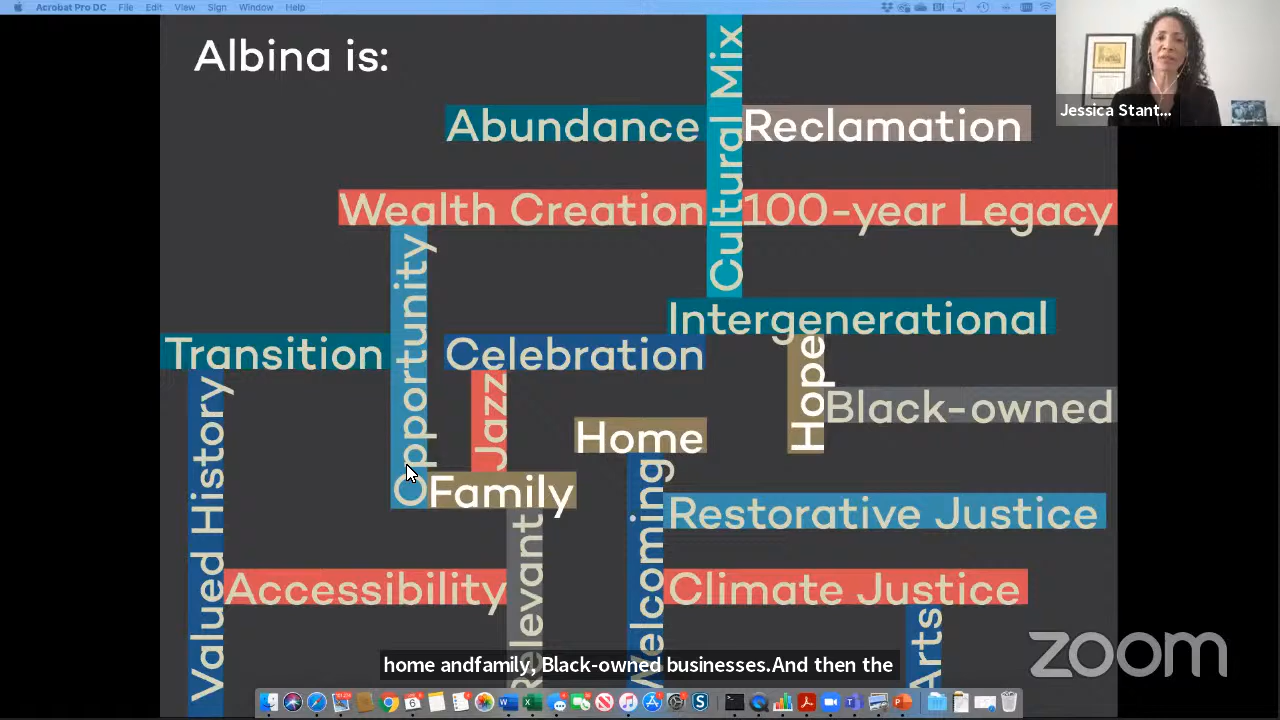 Acrobat Pro DC File Edit View Sign Window Help
Albina is:
Cultural Mix
Abundance
Reclamation
Jessica Stant...
Wealth Creation
100-year Legacy
Opportunity
Intergenerational
Transition
Celebration
Hope
Jazz
Black-owned
Valued History
Home
Family
Restorative Justice
Relevant
Welcoming
Accessibility
Climate Justice
Arts
home andfamily, Black-owned businesses.And then the
zoom